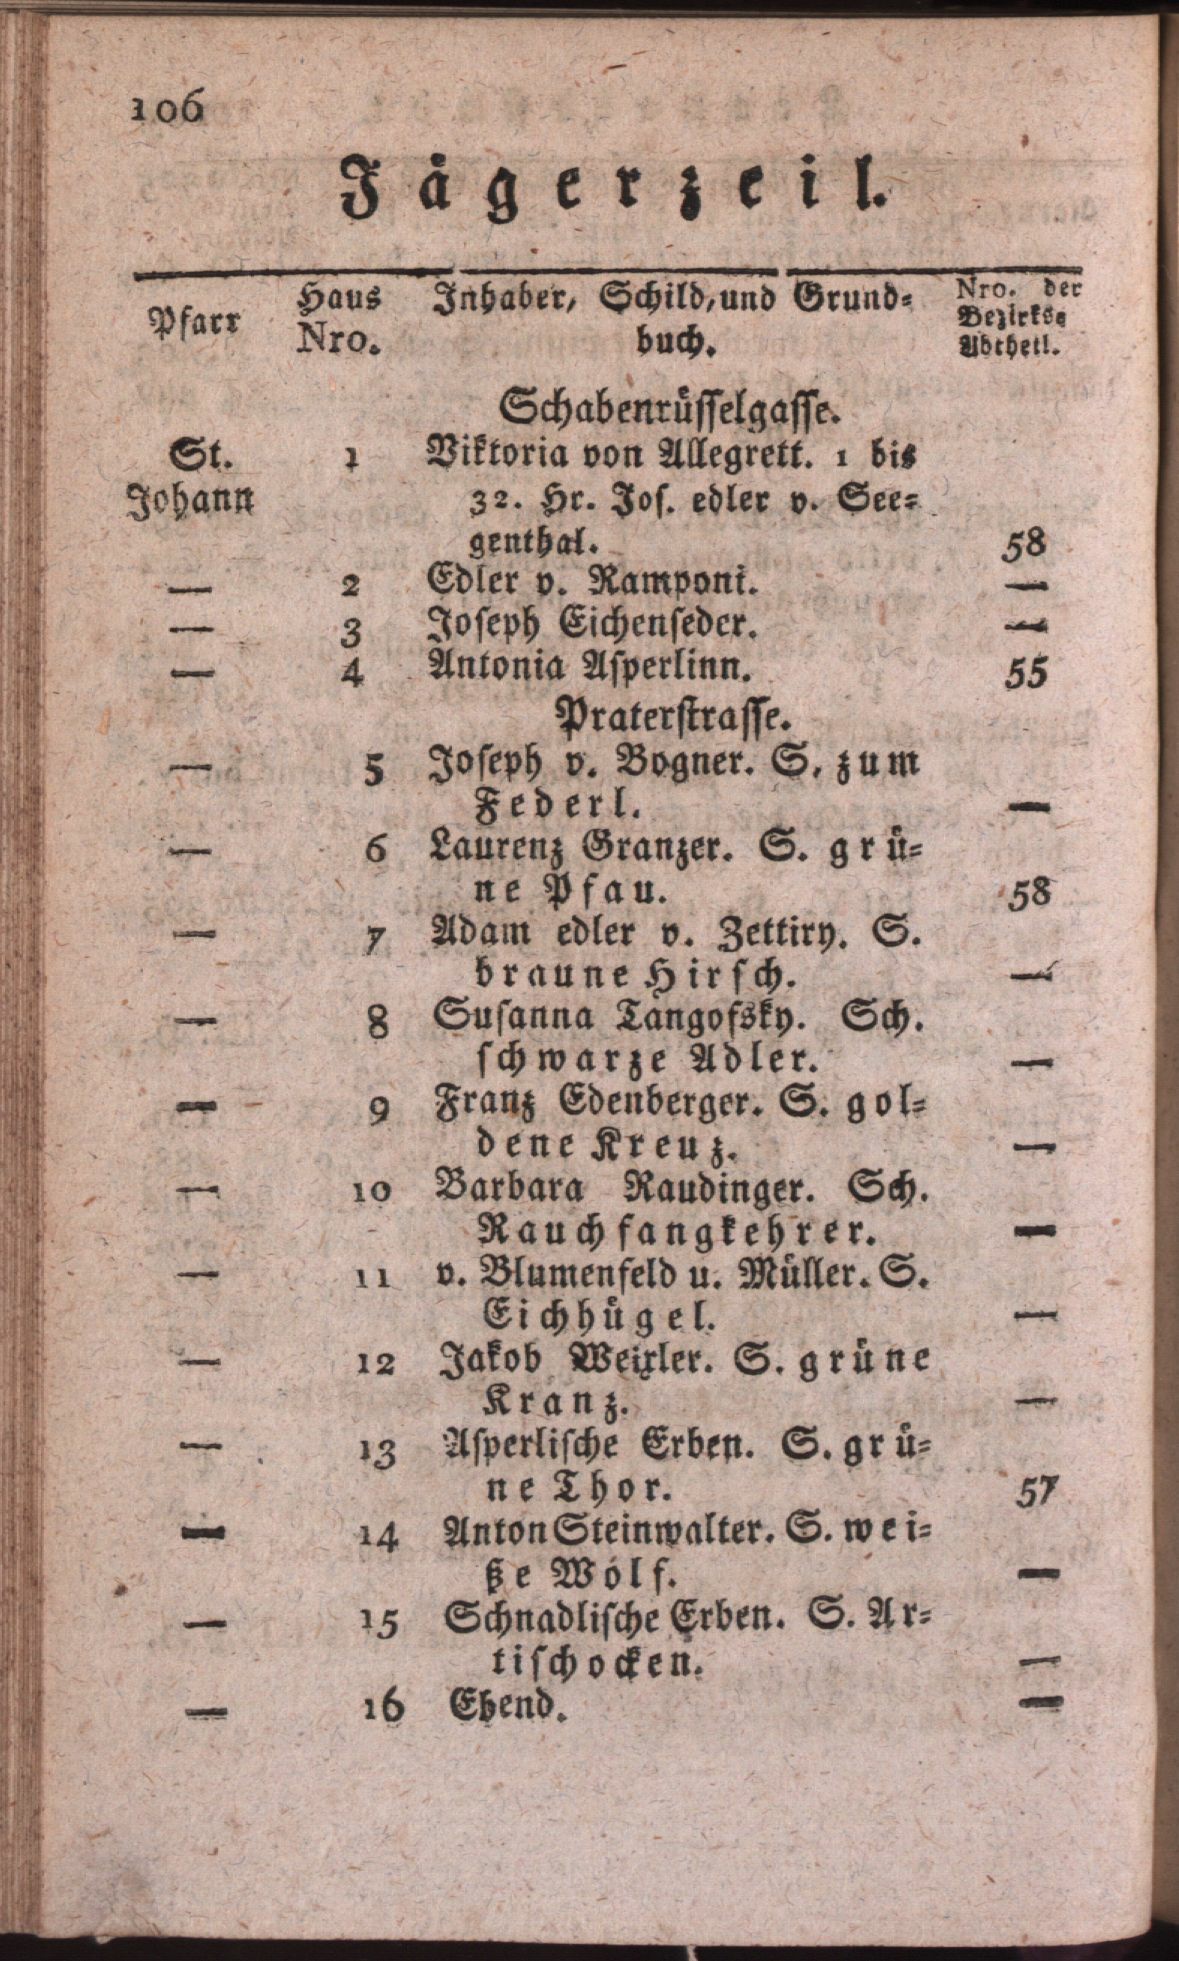 106
Jägerzeil.
Pfarr Haus Nro. Inhaber, Schild, und Grund= buch. Nro. der Bezirks= Abtheil.
Schabenrüsselgasse.
St. 1 Viktoria von Allegrett. 1 bis
Johann 32. Hr. Jos. edler v. See=
genthal. 58
— 2 Edler v. Ramponi. —
— 3 Joseph Eichenseder. —
— 4 Antonia Asperlinn. 55
Praterstrasse.
— 5 Joseph v. Bogner. S. zum
Federl. —
— 6 Laurenz Granzer. S. grü=
ne Pfau. 58
— 7 Adam edler v. Zettiry. S.
braune Hirsch. —
— 8 Susanna Tangofsky. Sch.
schwarze Adler. —
— 9 Franz Edenberger. S. gol=
dene Kreuz. —
— 10 Barbara Raudinger. Sch.
Rauchfangkehrer. —
— 11 v. Blumenfeld u. Müller. S.
Eichhügel. —
— 12 Jakob Weixler. S. grüne
Kranz. —
— 13 Asperlische Erben. S. grü=
ne Thor. 57
— 14 Anton Steinwalter. S. wei=
ße Wolf. —
— 15 Schnadlische Erben. S. Ar=
tischocken. —
— 16 Ebend. —